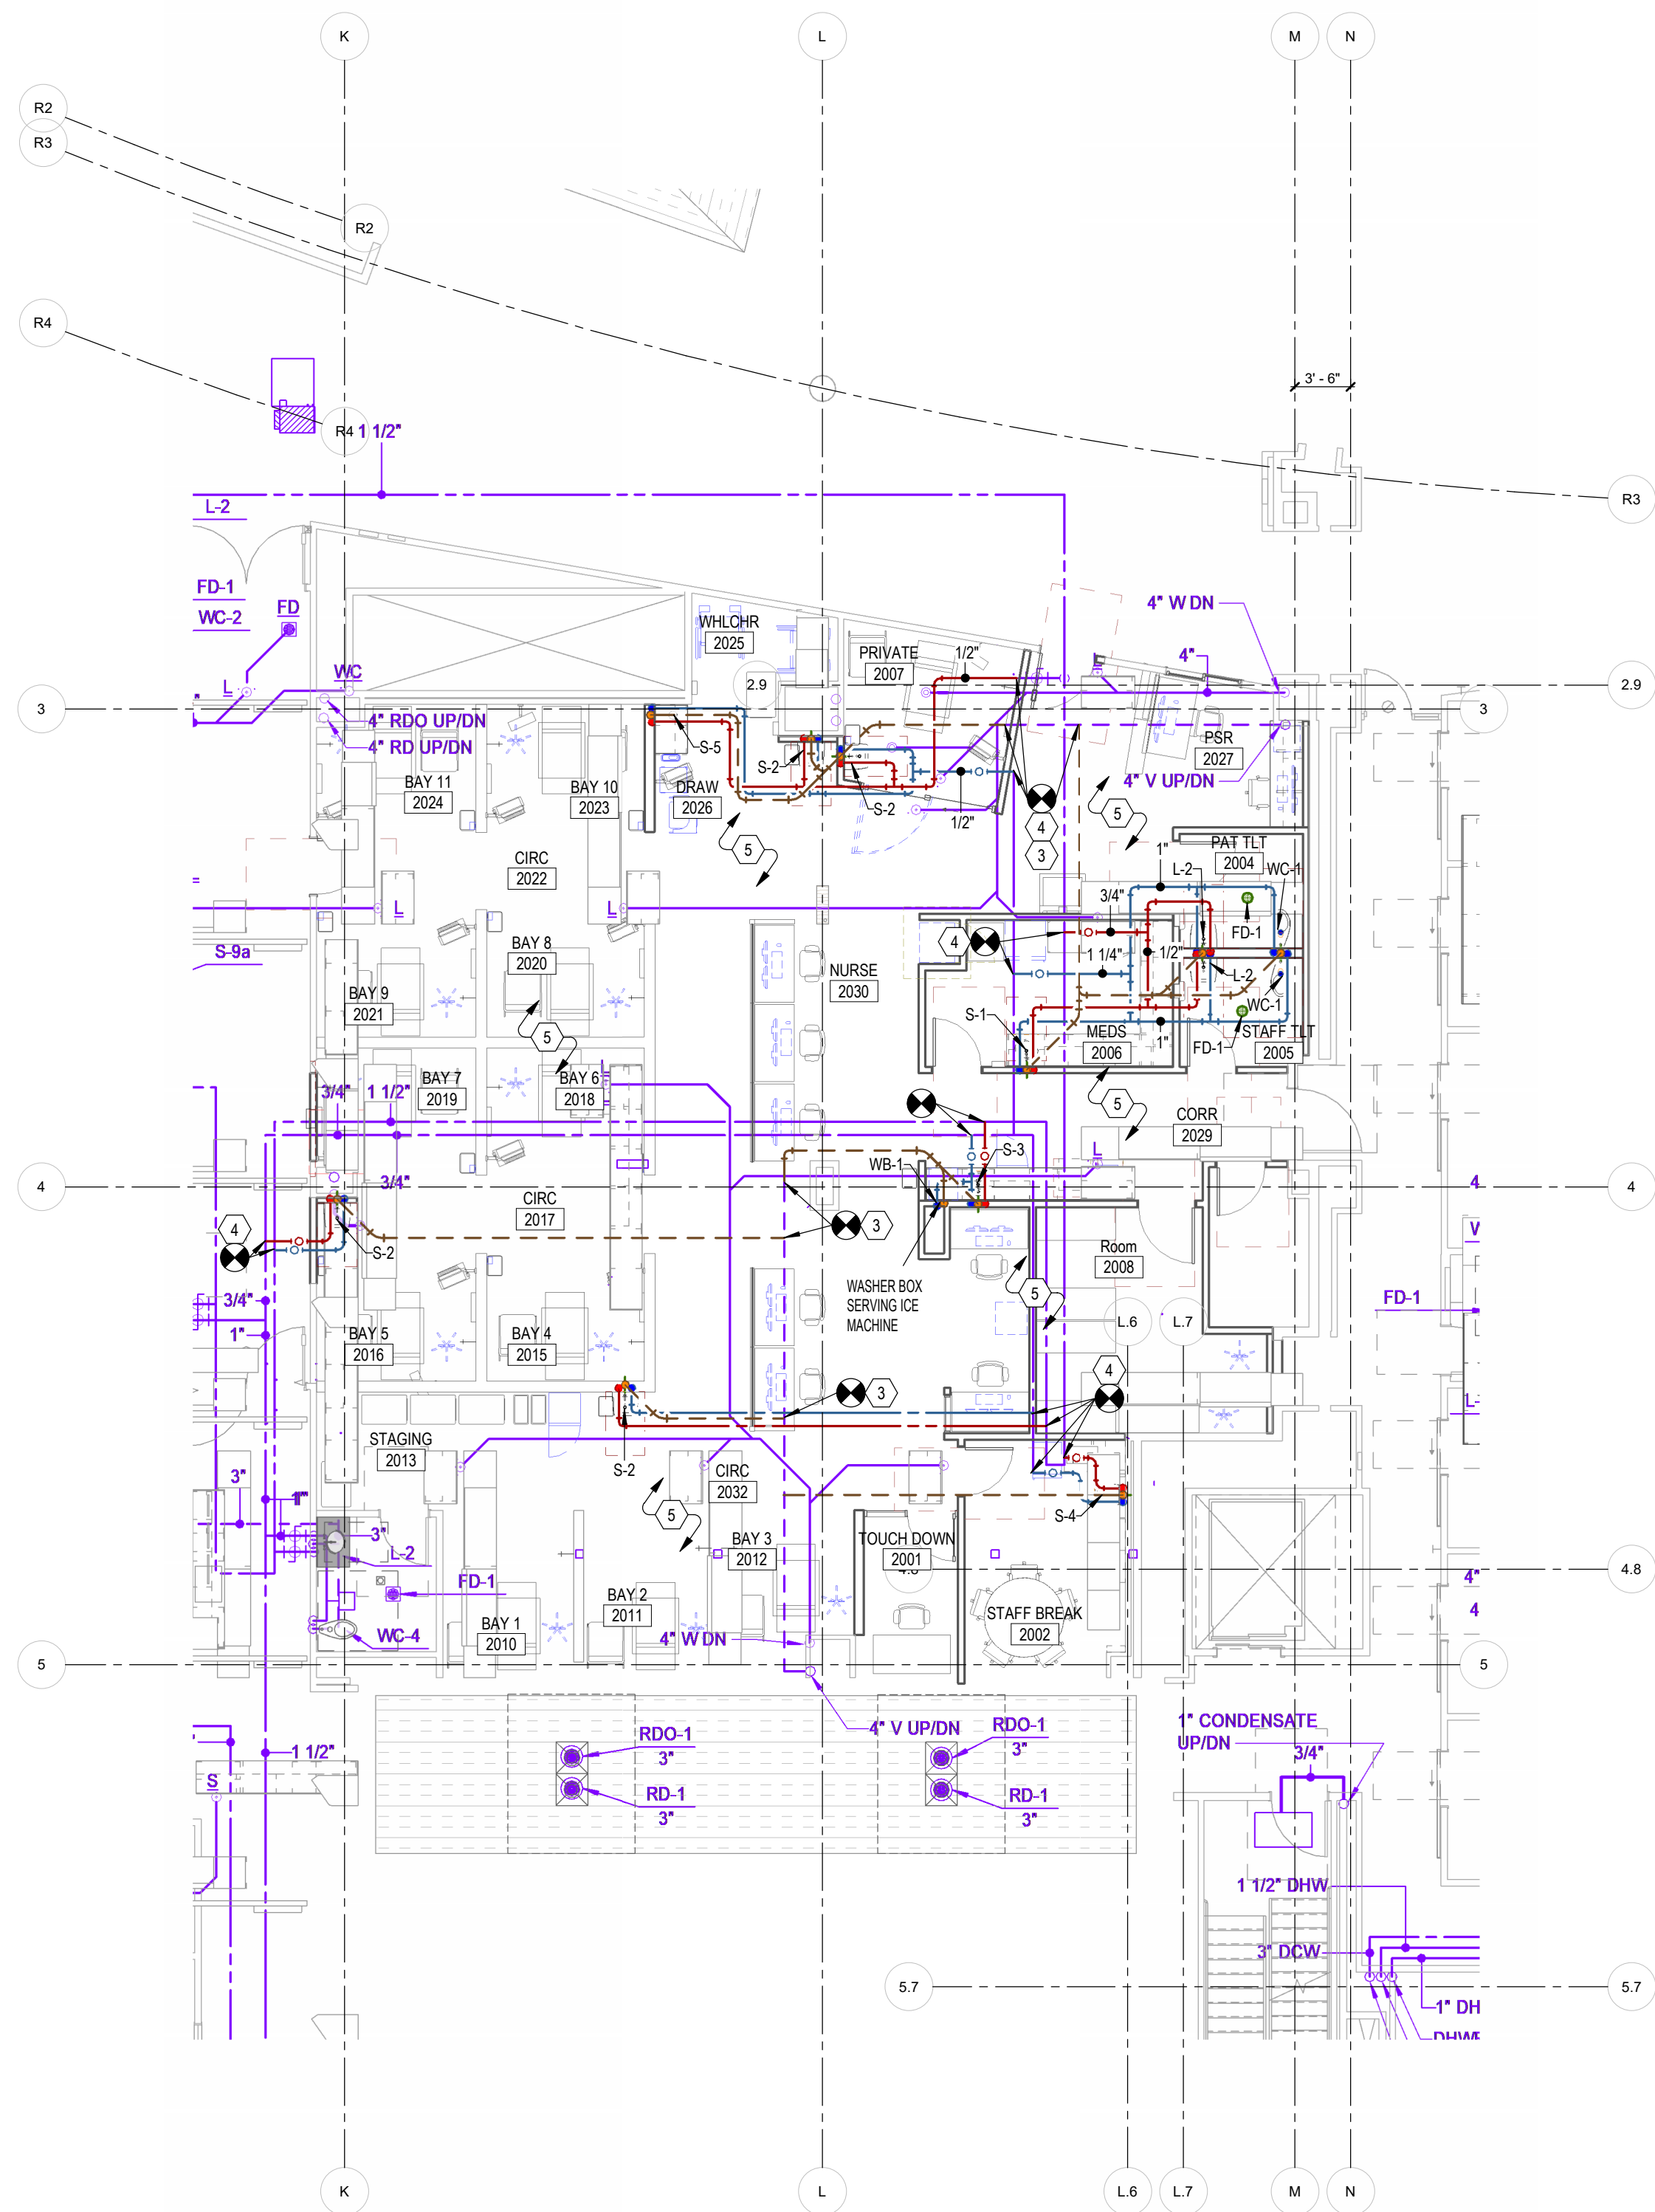 K
L
M
N
R2
R3
R2
R4
3' - 6"
R4
1 1/2"
R3
L-2
FD-1
WC-2
FD
WHLCHR
2025
4" W DN
PRIVATE
2007
1/2"
L
L
4"
WC
L
2.9
2.9
3
3
4" RDO UP/DN
4" RD UP/DN
S-5
S-2
S-2
PSR
2027
4" V UP/DN
BAY 11
2024
BAY 10
2023
DRAW
2026
1/2"
4
3
5
5
CIRC
2022
PAT TLT
2004
1"
L-2
WC-1
3/4"
L
L
FD-1
S-9a
BAY 8
2020
NURSE
2030
4
1 1/4"
1/2"
L-2
WC-1
BAY 9
2021
S-1
MEDS
2006
1"
FD-1
STAFF TLT
2005
5
BAY 7
2019
BAY 6
2018
3/4"
1 1/2"
5
CORR
2029
S-3
WB-1
L
3/4"
4
4
4
CIRC
2017
4
3
S-2
V
Room
2008
WASHER BOX
SERVING ICE
MACHINE
5
FD-1
3/4"
1"
L.6
L.7
BAY 5
2016
BAY 4
2015
4
3
L-
STAGING
2013
S-2
CIRC
2032
3"
1"
5
S-4
3"
L-2
BAY 3
2012
TOUCH DOWN
2001
4.8
4.8
4"
FD-1
BAY 2
2011
STAFF BREAK
2002
4
BAY 1
2010
WC-4
4" W DN
5
5
4" V UP/DN
RDO-1
3"
RDO-1
3"
1" CONDENSATE
UP/DN
3/4"
1 1/2"
S
RD-1
3"
RD-1
3"
1 1/2" DHW
3" DCW
5.7
5.7
1" DH
K
L
L.6
L.7
M
N